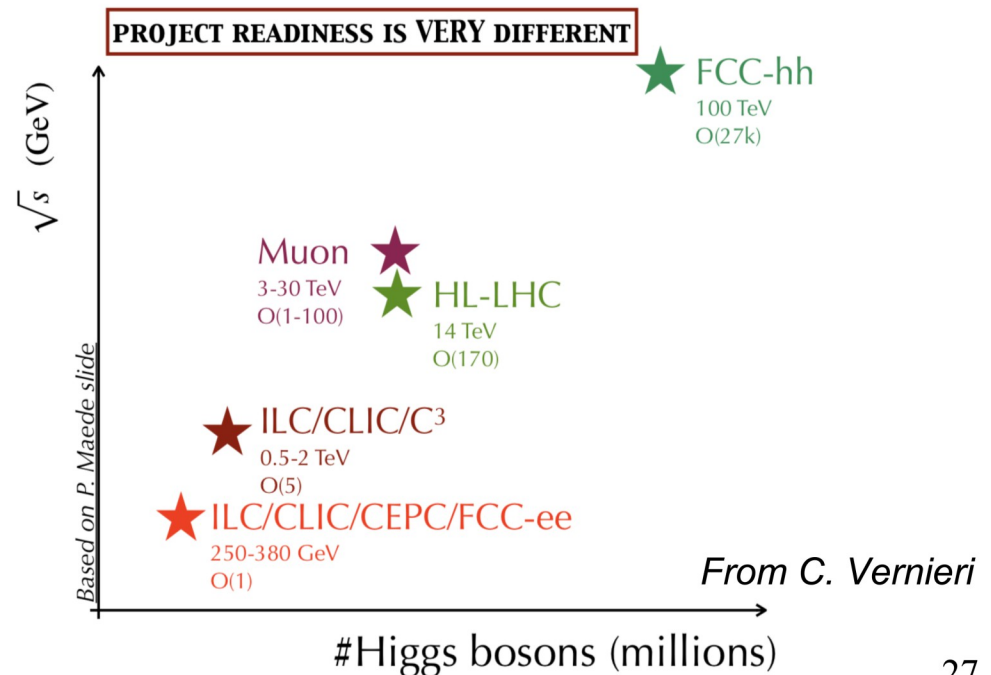 PROJECT READINESS IS VERY DIFFERENT
√s (GeV)
FCC-hh
100 TeV
O(27k)
Muon
3-30 TeV
O(1-100)
HL-LHC
14 TeV
O(170)
ILC/CLIC/C³
0.5-2 TeV
O(5)
ILC/CLIC/CEPC/FCC-ee
250-380 GeV
O(1)
Based on P. Maede slide
From C. Vernieri
#Higgs bosons (millions)
27